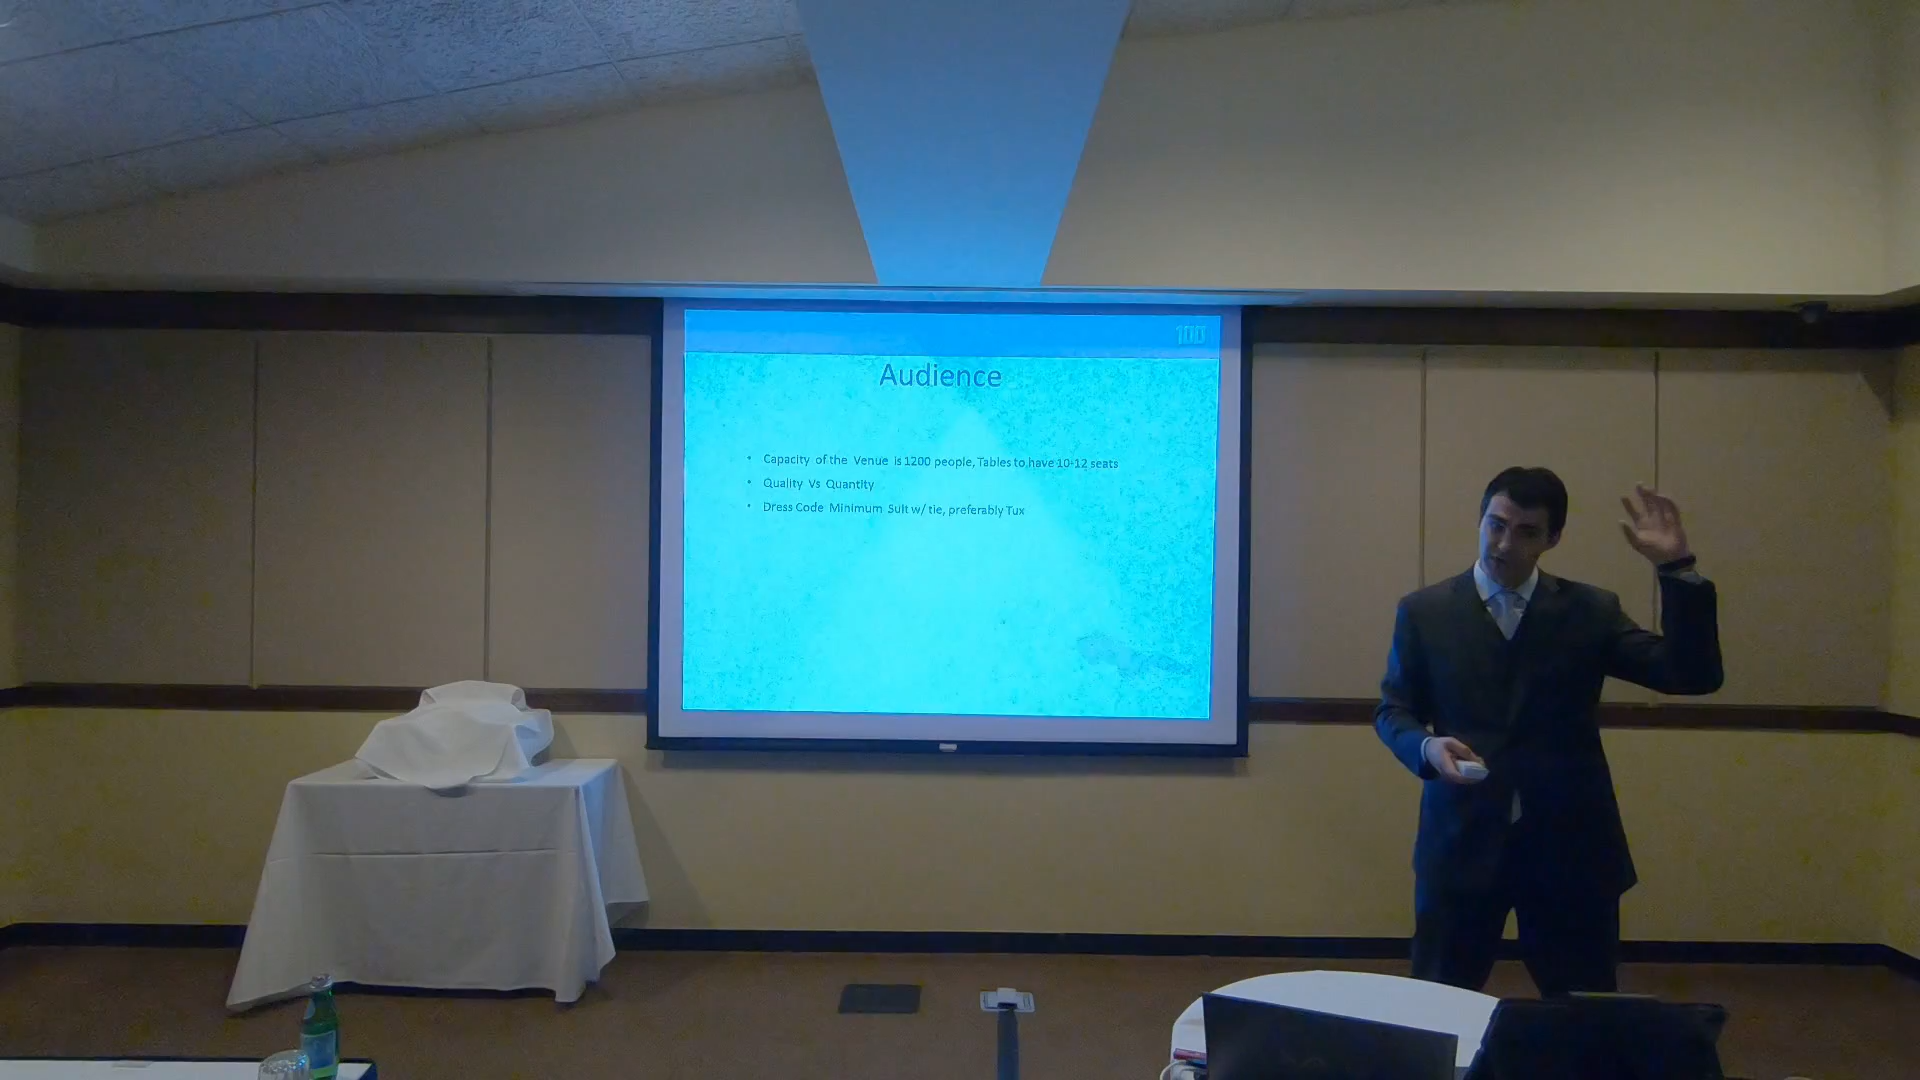 100
Audience
• Capacity of the Venue is 1200 people, Tables to have 10-12 seats
• Quality Vs Quantity
• Dress Code Minimum Suit w/ tie, preferably Tux